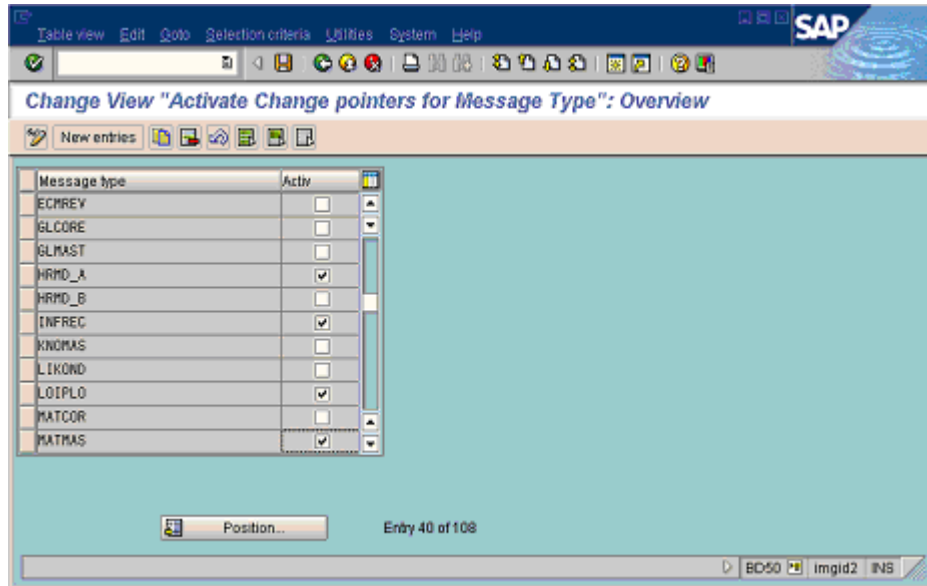 Table view Edit Goto Selection criteria Utilities System Help
SAP
Change View "Activate Change pointers for Message Type": Overview
New entries
Message type Activ
ECMREV
GLCORE
GLMAST
HRMD_A
HRMD_B
INFREC
KNOMAS
LIKOND
LOIPLO
MATCOR
MATMAS
Position... Entry 40 of 108
BD50 imgid2 INS